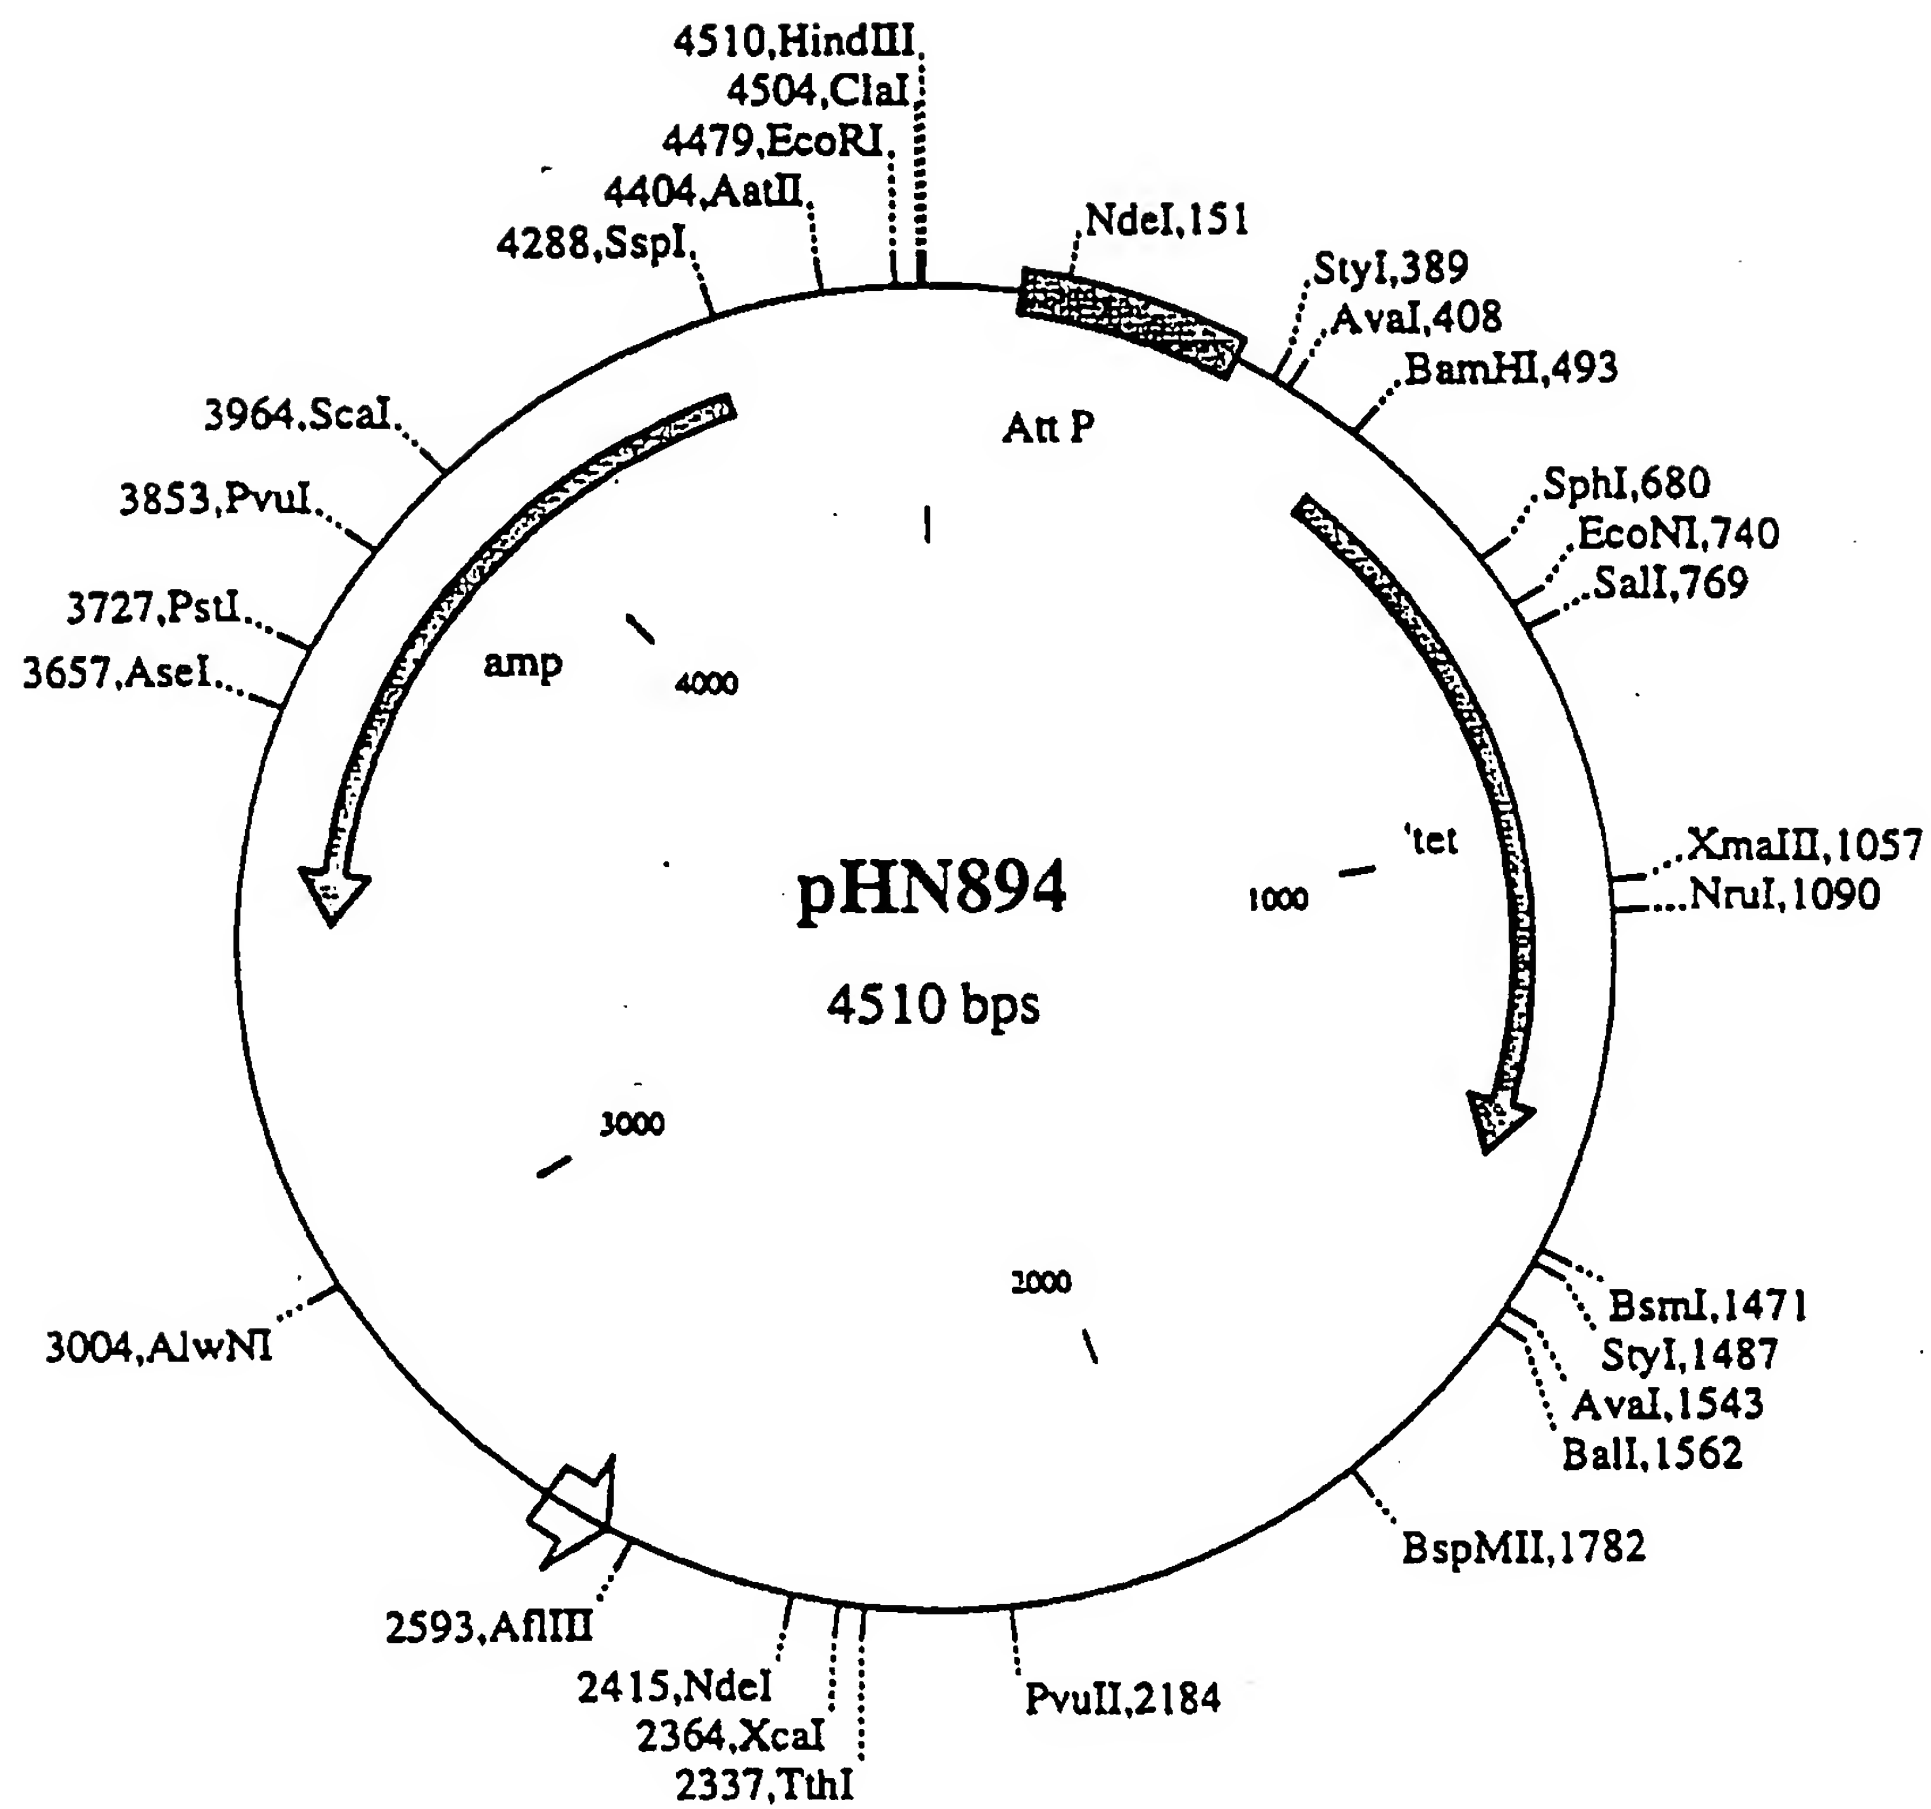 4510,HindIII
4504,ClaI
4479,EcoRI
4404,AatII
4288,SspI
NdeI,151
StyI,389
AvaI,408
BamHI,493
3964,ScaI
Att P
3853,PvuI
SphI,680
EcoNI,740
SalI,769
3727,PstI
3657,AseI
amp
4000
'tet
XmaIII,1057
NruI,1090
1000
pHN894
4510 bps
3000
2000
BsmI,1471
StyI,1487
AvaI,1543
BalI,1562
3004,AlwNI
BspMII,1782
2593,AflIII
2415,NdeI
2364,XcaI
2337,TthI
PvuII,2184